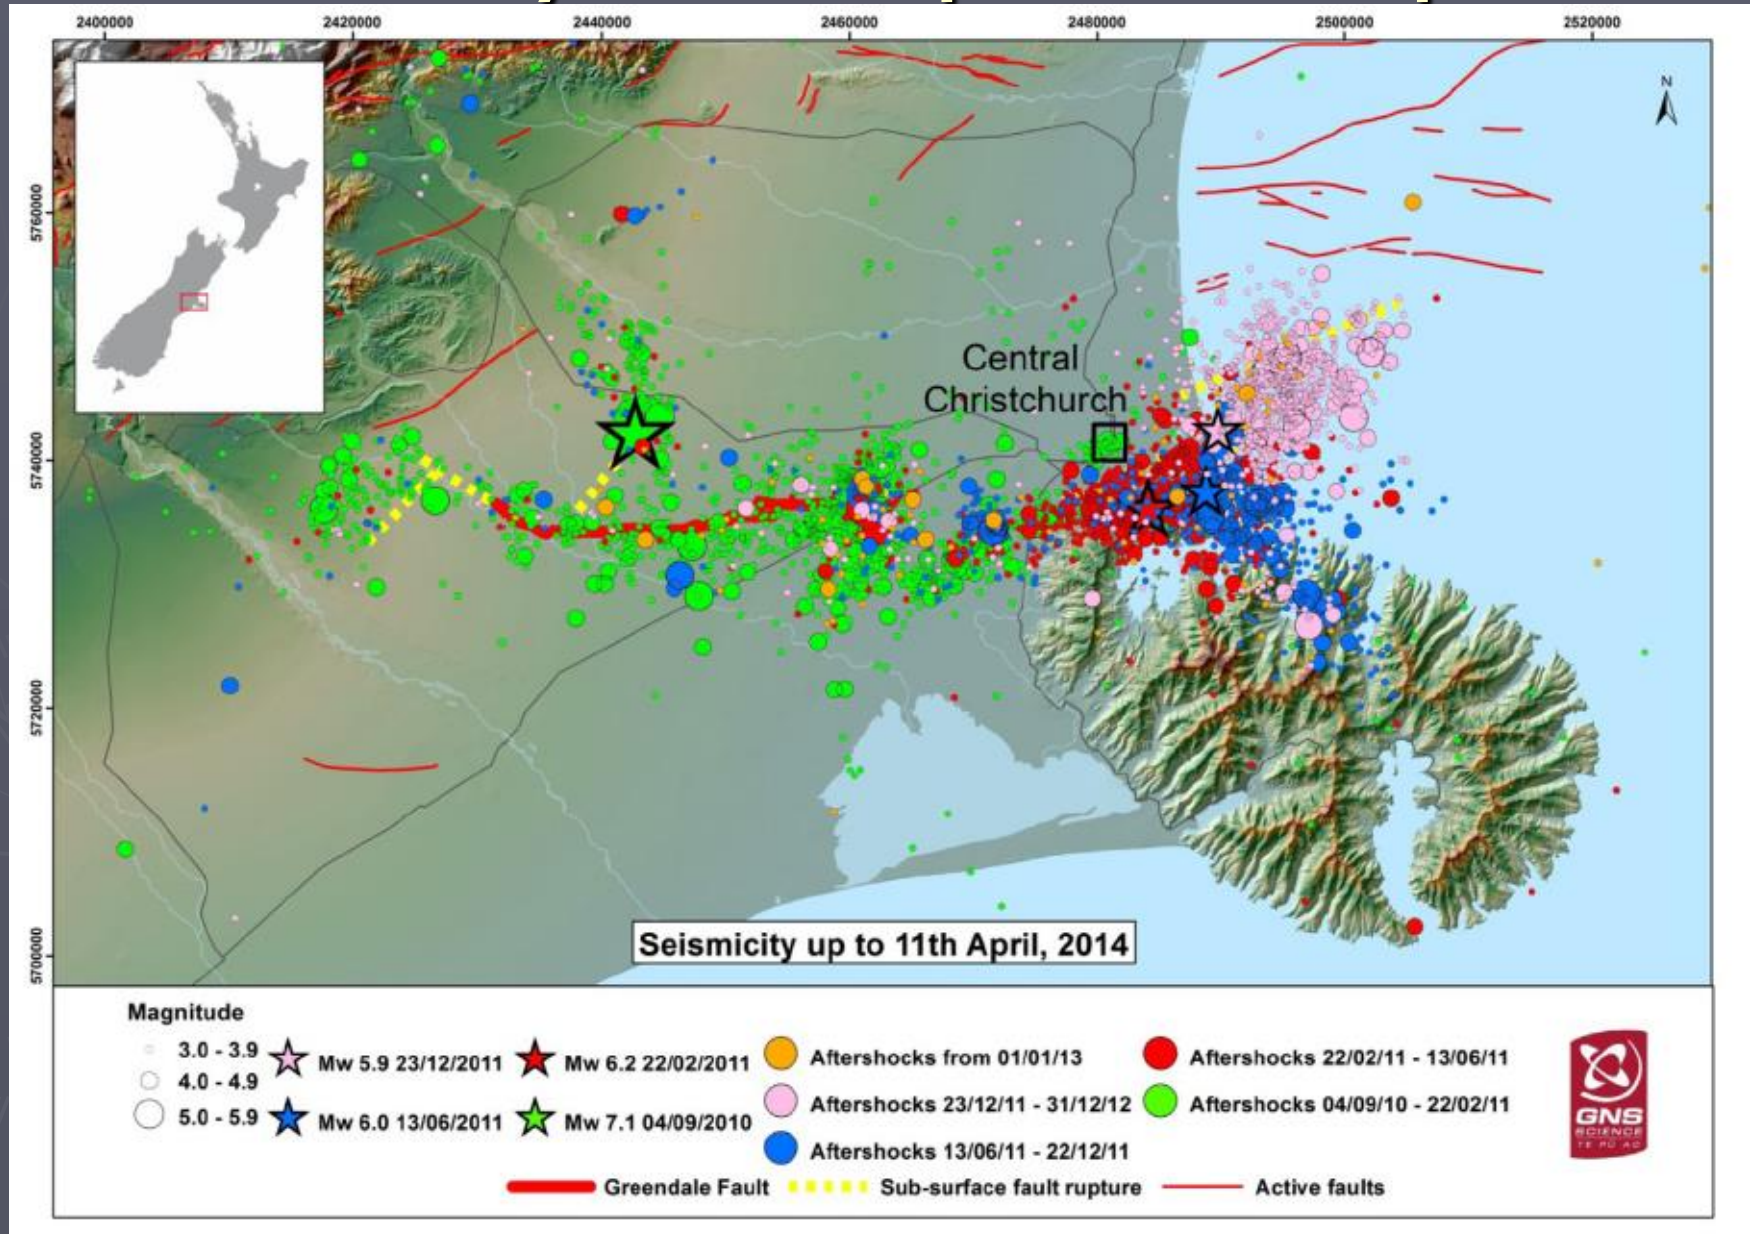 2400000 2420000 2440000 2460000 2480000 2500000 2520000
N
5760000
5740000
5720000
5700000
Central
Christchurch
Seismicity up to 11th April, 2014
Magnitude
3.0 - 3.9
4.0 - 4.9
5.0 - 5.9
Mw 5.9 23/12/2011
Mw 6.0 13/06/2011
Mw 6.2 22/02/2011
Mw 7.1 04/09/2010
Aftershocks from 01/01/13
Aftershocks 23/12/11 - 31/12/12
Aftershocks 13/06/11 - 22/12/11
Aftershocks 22/02/11 - 13/06/11
Aftershocks 04/09/10 - 22/02/11
Greendale Fault
Sub-surface fault rupture
Active faults
GNS
SCIENCE
TE PŪ AO